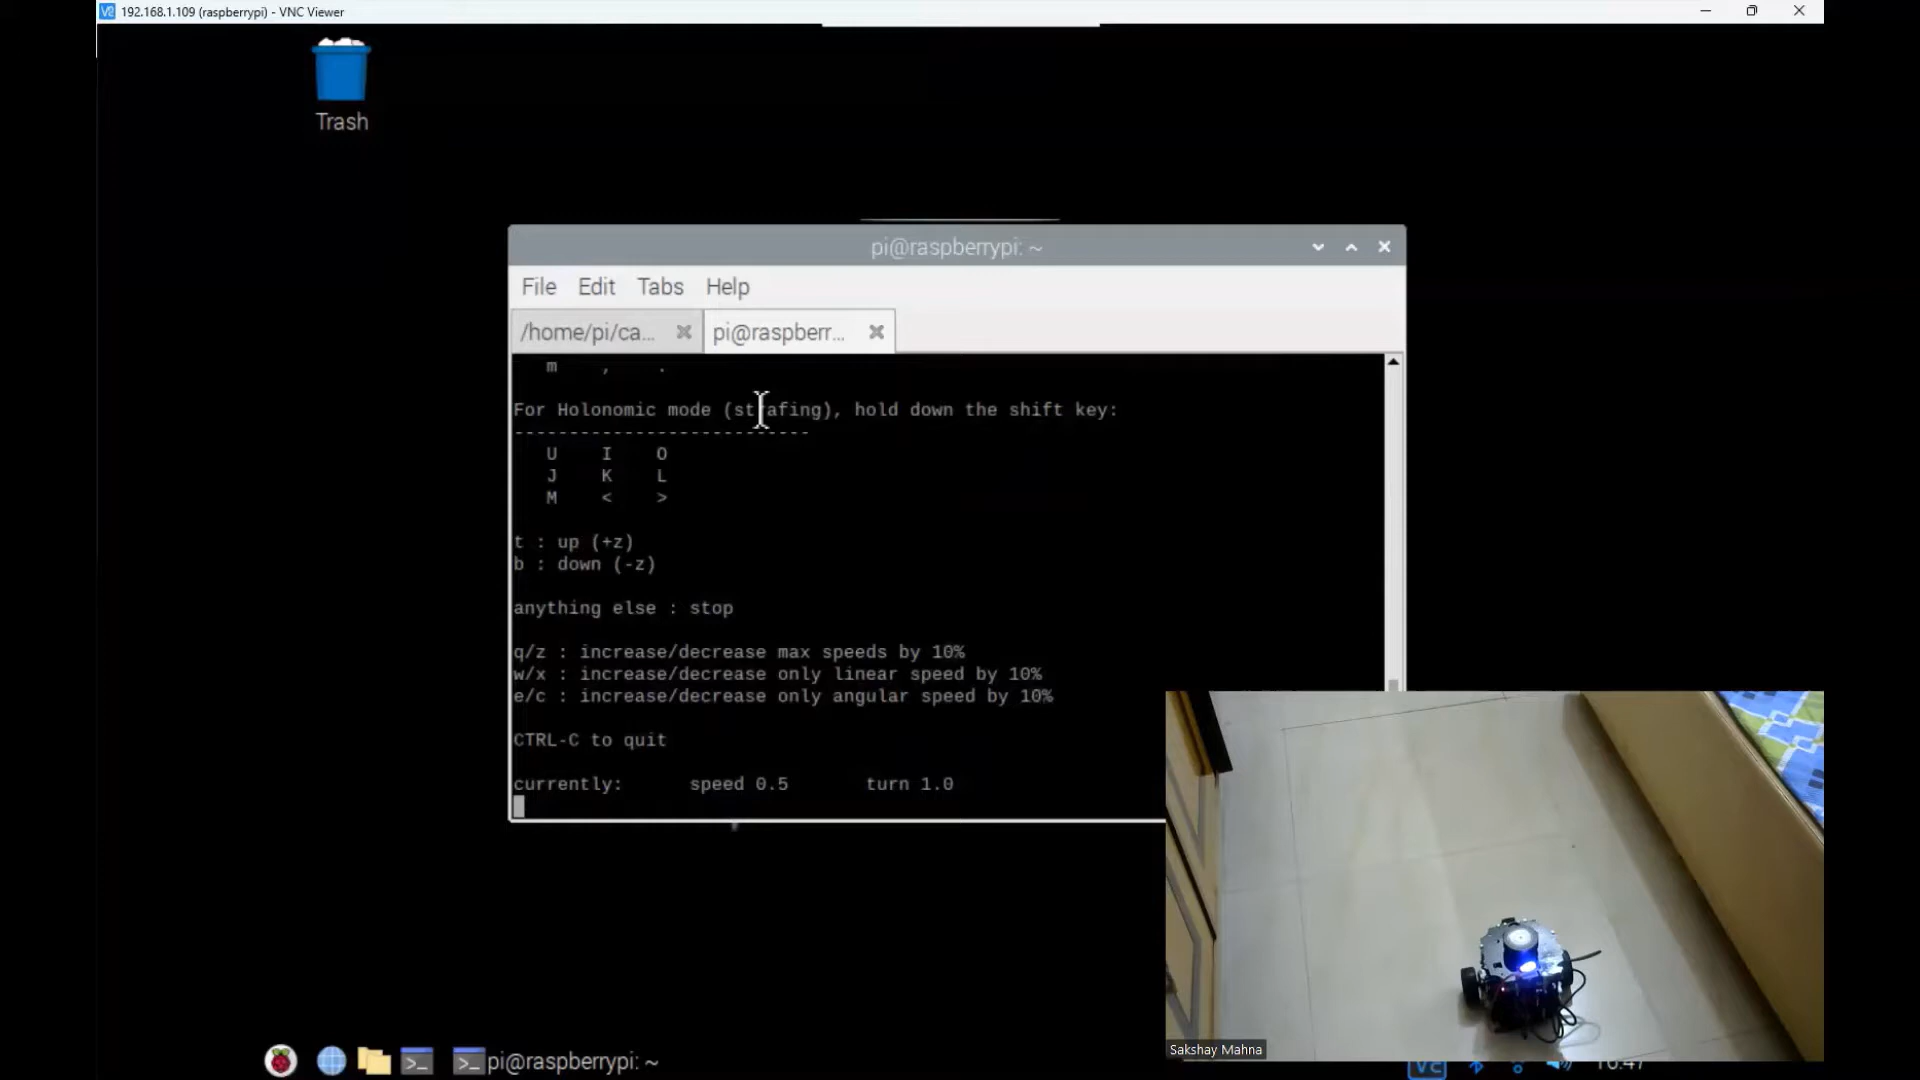 192.168.1.109 (raspberrypi) - VNC Viewer
Trash
pi@raspberrypi: ~
File Edit Tabs Help
/home/pi/ca... pi@raspberr...
m , .
For Holonomic mode (strafing), hold down the shift key:
---------------------------
U I O
J K L
M < >
t : up (+z)
b : down (-z)
anything else : stop
q/z : increase/decrease max speeds by 10%
w/x : increase/decrease only linear speed by 10%
e/c : increase/decrease only angular speed by 10%
CTRL-C to quit
currently: speed 0.5 turn 1.0
Sakshay Mahna
pi@raspberrypi: ~